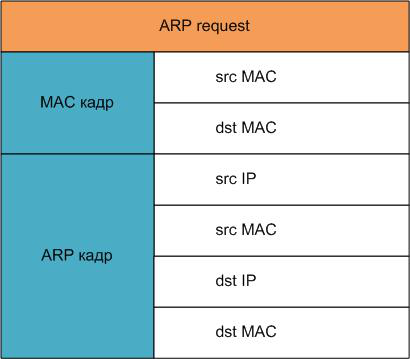 ARP request
MAC кадр
src MAC
dst MAC
ARP кадр
src IP
src MAC
dst IP
dst MAC